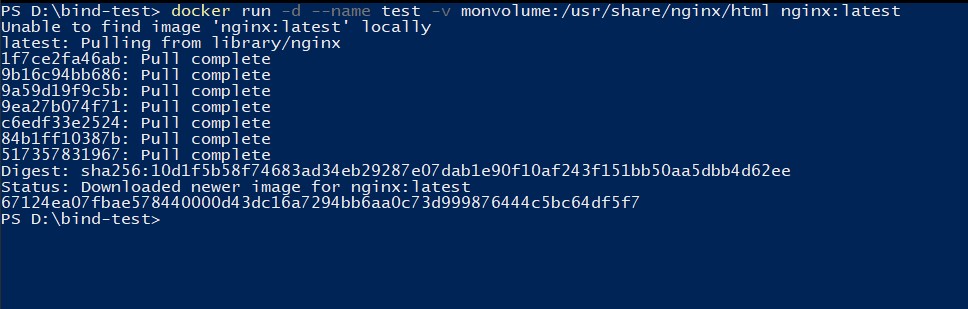 PS D:\bind-test> docker run -d --name test -v monvolume:/usr/share/nginx/html nginx:latest
Unable to find image 'nginx:latest' locally
latest: Pulling from library/nginx
1f7ce2fa46ab: Pull complete
9b16c94bb686: Pull complete
9a59d19f9c5b: Pull complete
9ea27b074f71: Pull complete
c6edf33e2524: Pull complete
84b1ff10387b: Pull complete
517357831967: Pull complete
Digest: sha256:10d1f5b58f74683ad34eb29287e07dab1e90f10af243f151bb50aa5dbb4d62ee
Status: Downloaded newer image for nginx:latest
67124ea07fbae578440000d43dc16a7294bb6aa0c73d999876444c5bc64df5f7
PS D:\bind-test>